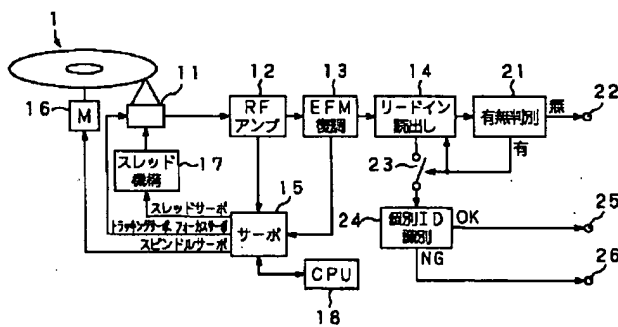 1
12
13
14
21
RF
アンプ
EFM
復調
リードイン
読出し
有無判別
無
22
有
16
M
11
スレッド
機構
17
23
15
スレッドサーボ
トラッキングサーボ, フォーカスサーボ
スピンドルサーボ
サーボ
24
個別ID
識別
OK
25
NG
26
CPU
18